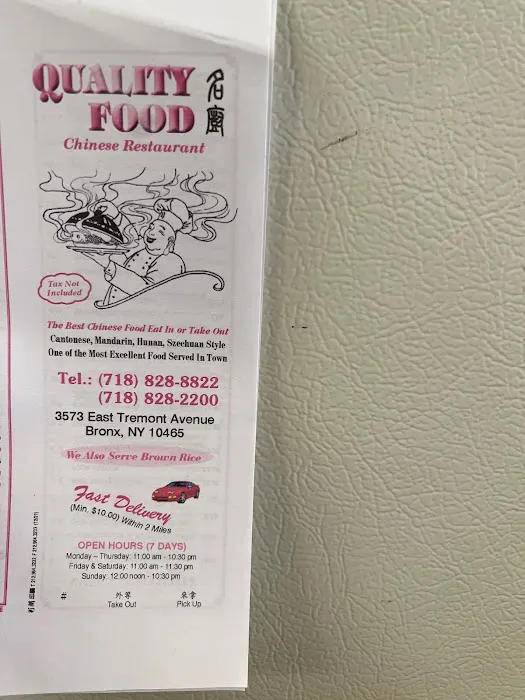 QUALITY 名
FOOD 廚
Chinese Restaurant
Tax Not
Included
The Best Chinese Food Eat In or Take Out
Cantonese, Mandarin, Hunan, Szechuan Style
One of the Most Excellent Food Served In Town
Tel.: (718) 828-8822
(718) 828-2200
3573 East Tremont Avenue
Bronx, NY 10465
We Also Serve Brown Rice
Fast Delivery
(Min. $10.00) Within 2 Miles
OPEN HOURS (7 DAYS)
Monday – Thursday: 11:00 am - 10:30 pm
Friday & Saturday: 11:00 am - 11:30 pm
Sunday: 12:00 noon - 10:30 pm
# 外寄 來拿
Take Out Pick Up